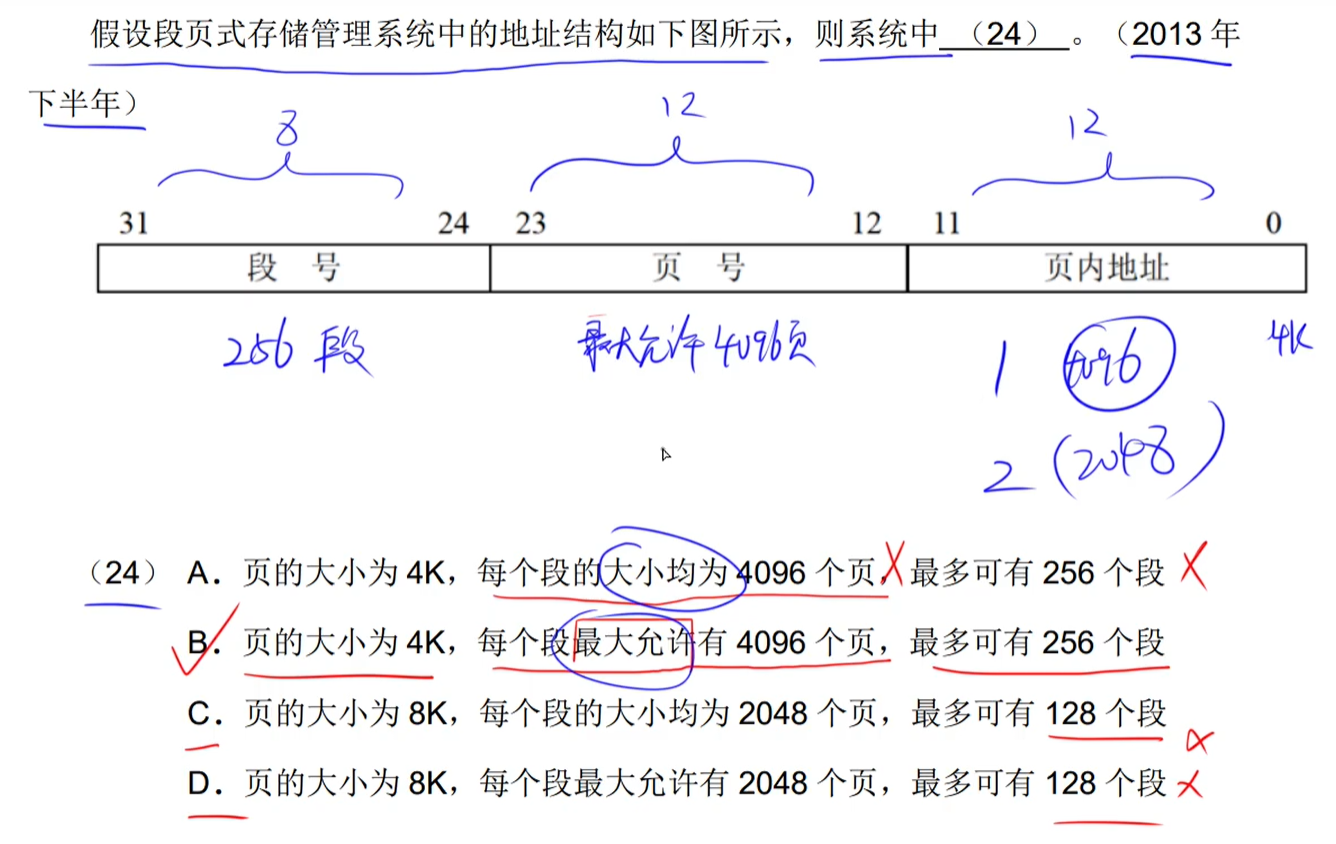 假设段页式存储管理系统中的地址结构如下图所示，则系统中 （24） 。（2013 年
下半年）
8 12 12
31 24 23 12 11 0
段 号 页 号 页内地址
256 段 最大允许4096页 1 4096 4K
2 (2048)
（24） A．页的大小为 4K，每个段的大小均为 4096 个页，最多可有 256 个段
B．页的大小为 4K，每个段最大允许有 4096 个页，最多可有 256 个段
C．页的大小为 8K，每个段的大小均为 2048 个页，最多可有 128 个段
D．页的大小为 8K，每个段最大允许有 2048 个页，最多可有 128 个段